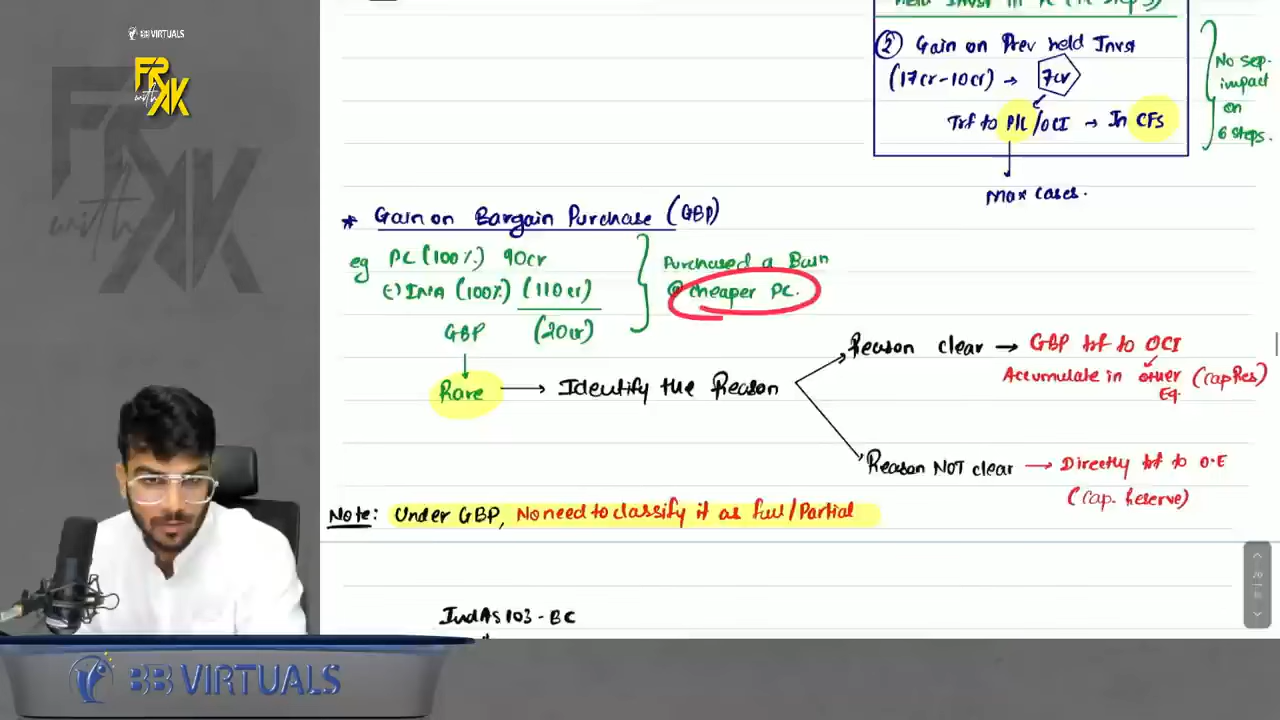 BB VIRTUALS
FR
with
AK
② Gain on Prev held Invst
(17cr-10cr) → 7cr
Trf to P/L/OCI → In CFS
Max cases.
No sep.
impact
on
6 steps.
* Gain on Bargain Purchase (GBP)
eg PC (100%) 90cr
(-) INA (100%) (110cr)
GBP (20cr)
Purchased a Busn
@ cheaper PC.
Rare → Identify the Reason
Reason clear → GBP trf to OCI
Accumulate in other (Cap Res)
Eq.
Reason NOT clear → Directly trf to O.E
(Cap. Reserve)
Note: Under GBP, No need to classify it as full/Partial
IndAs 103 - BC
BB VIRTUALS